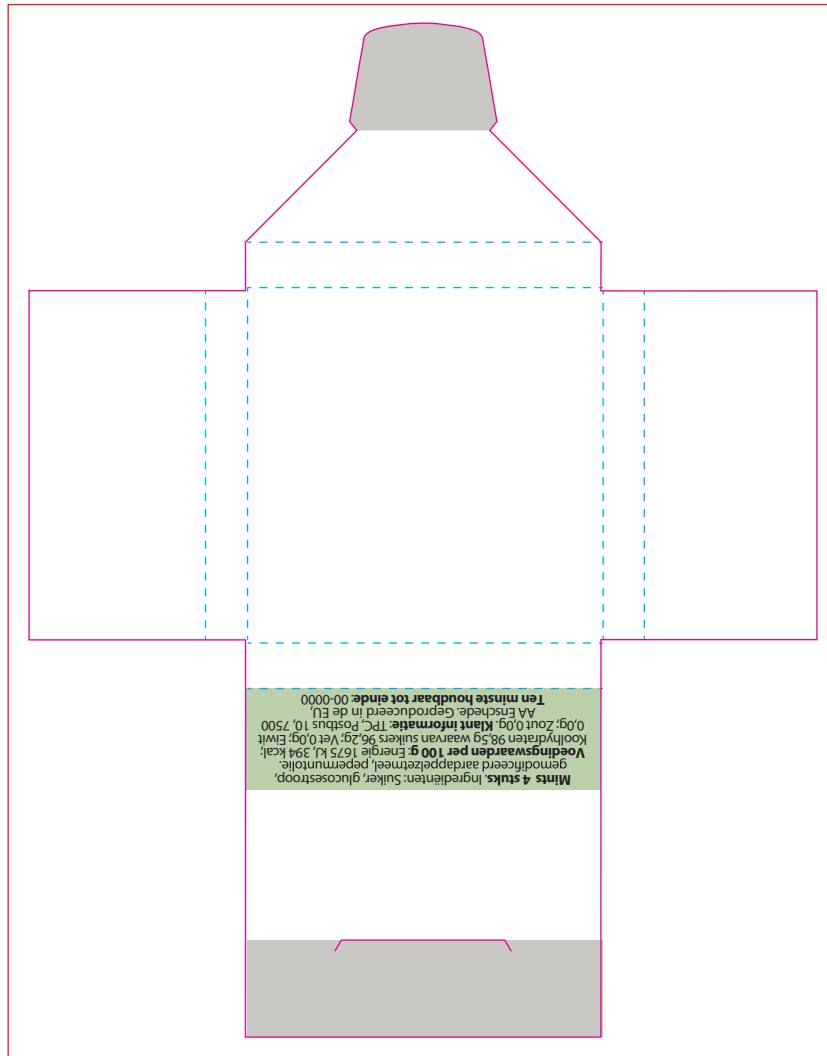 Mints 4 stuks. Ingrediënten: Suiker, glucosestroop,
gemodificeerd aardappelzetmeel, pepermuntolie.
Voedingswaarden per 100 g: Energie 1675 kJ, 394 kcal;
Koolhydraten 98,5g waarvan suikers 96,2g; Vet 0,0g; Eiwit
0,0g; Zout 0,0g. Klant informatie: TPC, Postbus 10, 7500
AA Enschede. Geproduceerd in de EU,
Ten minste houdbaar tot einde: 00-0000